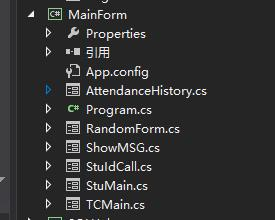 MainForm
Properties
引用
App.config
AttendanceHistory.cs
Program.cs
RandomForm.cs
ShowMSG.cs
StuIdCall.cs
StuMain.cs
TCMain.cs